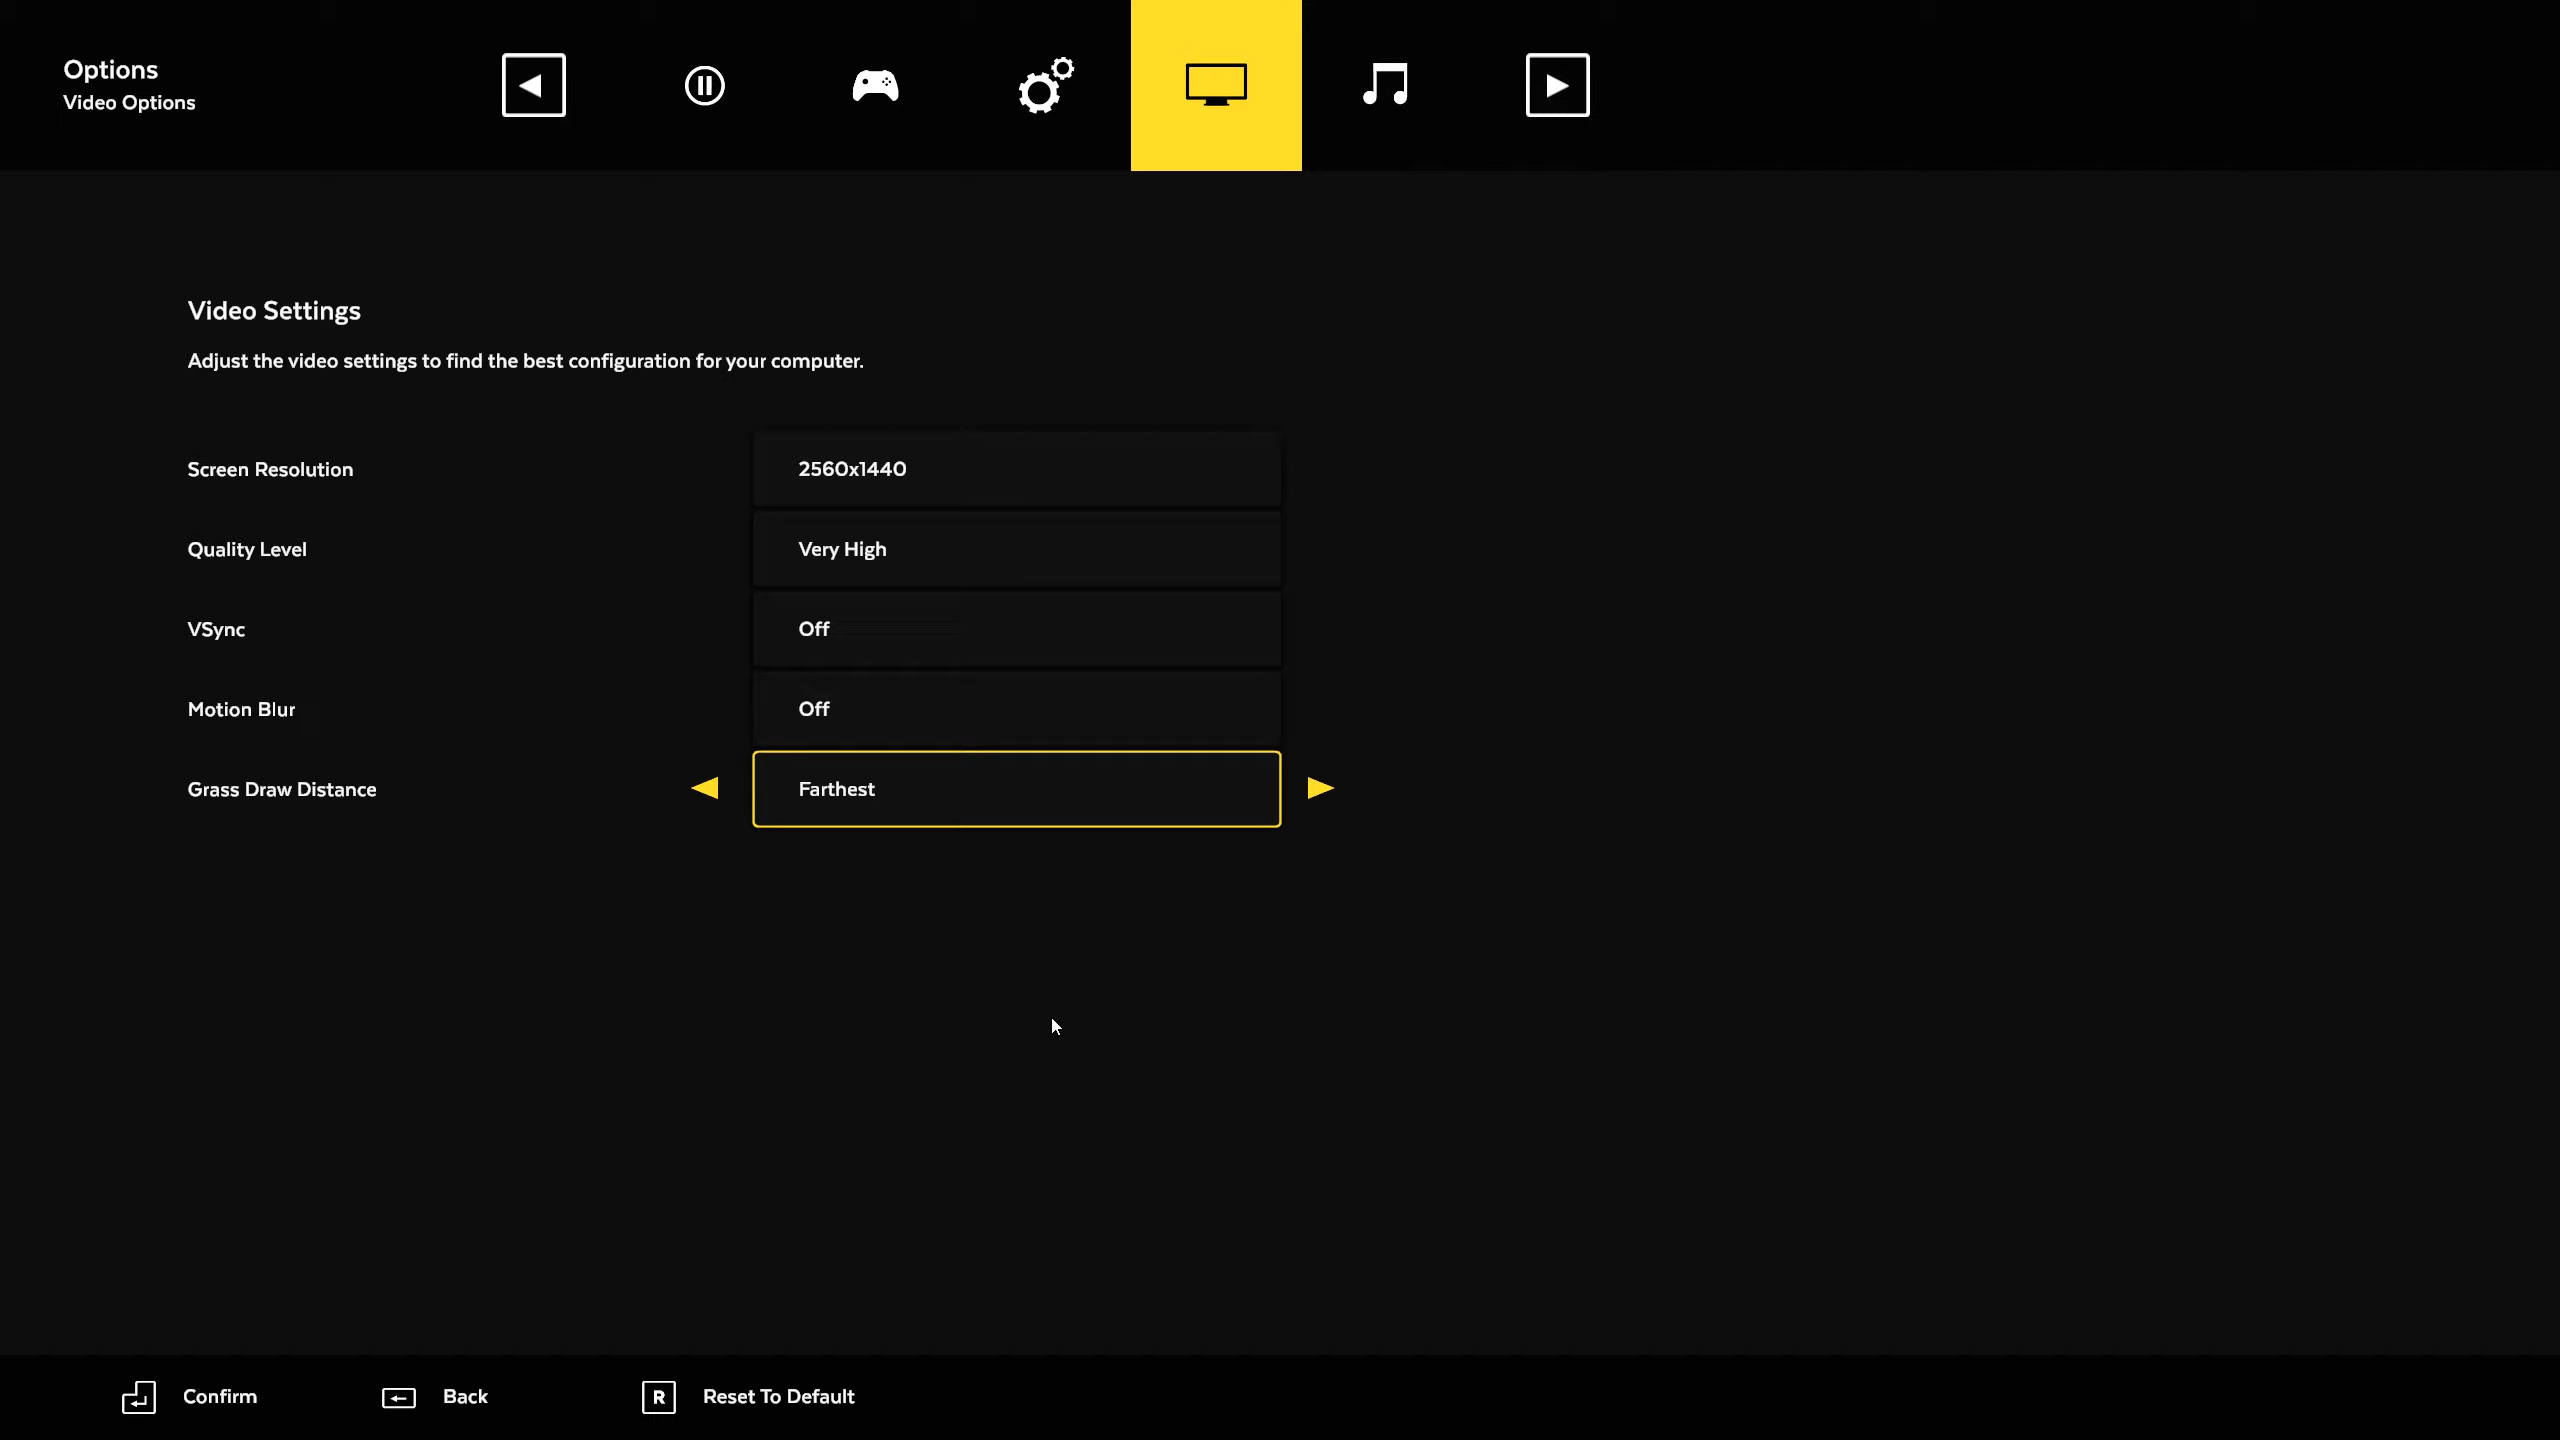 Options
Video Options
Video Settings
Adjust the video settings to find the best configuration for your computer.
Screen Resolution 2560x1440
Quality Level Very High
VSync Off
Motion Blur Off
Grass Draw Distance Farthest
Confirm Back R Reset To Default